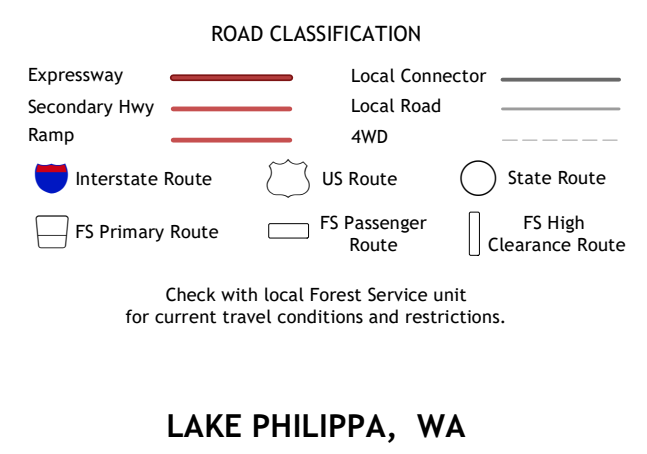 ROAD CLASSIFICATION
Expressway
Local Connector
Secondary Hwy
Local Road
Ramp
4WD
Interstate Route
US Route
State Route
FS Primary Route
FS Passenger
Route
FS High
Clearance Route
Check with local Forest Service unit
for current travel conditions and restrictions.
LAKE PHILIPPA, WA